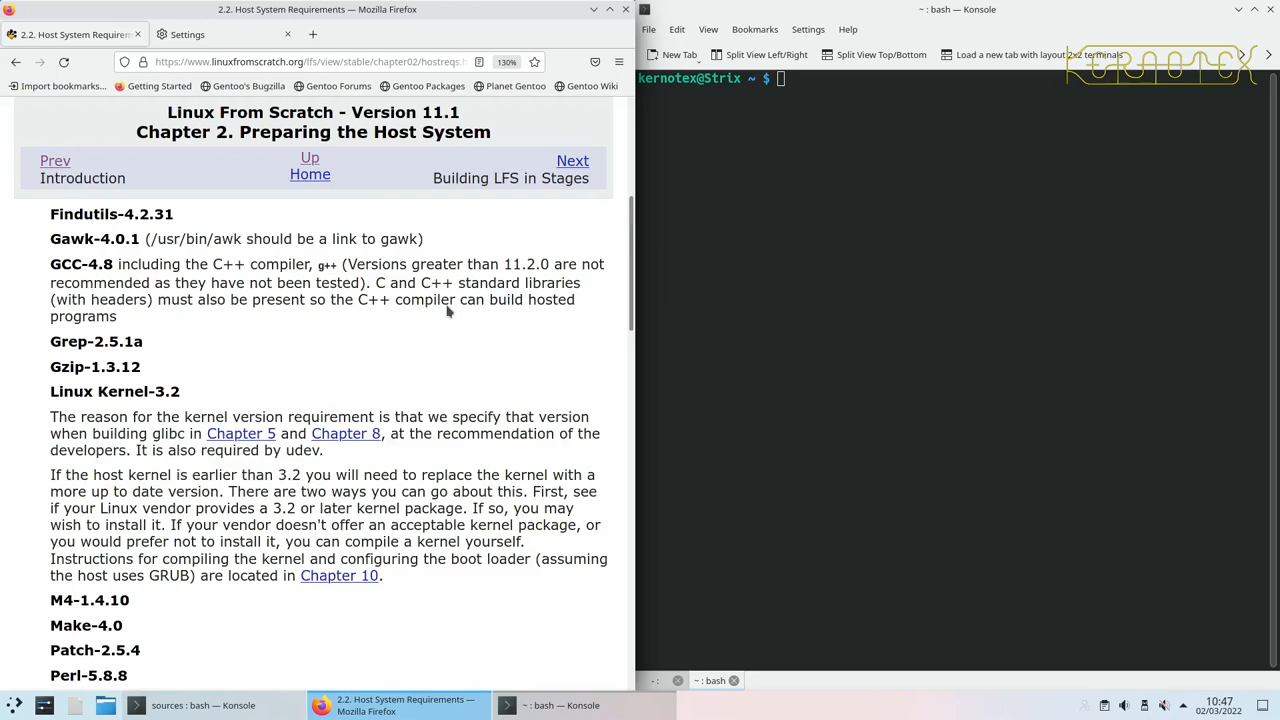 2.2. Host System Requirements — Mozilla Firefox
~ : bash — Konsole
2.2. Host System Requirem
Settings
File Edit View Bookmarks Settings Help
New Tab Split View Left/Right Split View Top/Bottom Load a new tab with layout 2x2 terminals
https://www.linuxfromscratch.org/lfs/view/stable/chapter02/hostreqs.h 130%
Import bookmarks... Getting Started Gentoo's Bugzilla Gentoo Forums Gentoo Packages Planet Gentoo Gentoo Wiki
KERNOTEX
kernotex@Strix ~ $
Linux From Scratch - Version 11.1
Chapter 2. Preparing the Host System
Prev Up Next
Introduction Home Building LFS in Stages
Findutils-4.2.31
Gawk-4.0.1 (/usr/bin/awk should be a link to gawk)
GCC-4.8 including the C++ compiler, g++ (Versions greater than 11.2.0 are not
recommended as they have not been tested). C and C++ standard libraries
(with headers) must also be present so the C++ compiler can build hosted
programs
Grep-2.5.1a
Gzip-1.3.12
Linux Kernel-3.2
The reason for the kernel version requirement is that we specify that version
when building glibc in Chapter 5 and Chapter 8, at the recommendation of the
developers. It is also required by udev.
If the host kernel is earlier than 3.2 you will need to replace the kernel with a
more up to date version. There are two ways you can go about this. First, see
if your Linux vendor provides a 3.2 or later kernel package. If so, you may
wish to install it. If your vendor doesn't offer an acceptable kernel package, or
you would prefer not to install it, you can compile a kernel yourself.
Instructions for compiling the kernel and configuring the boot loader (assuming
the host uses GRUB) are located in Chapter 10.
M4-1.4.10
Make-4.0
Patch-2.5.4
Perl-5.8.8
- :
~ : bash
sources : bash — Konsole
2.2. Host System Requirements —
Mozilla Firefox
~ : bash — Konsole
10:47
02/03/2022